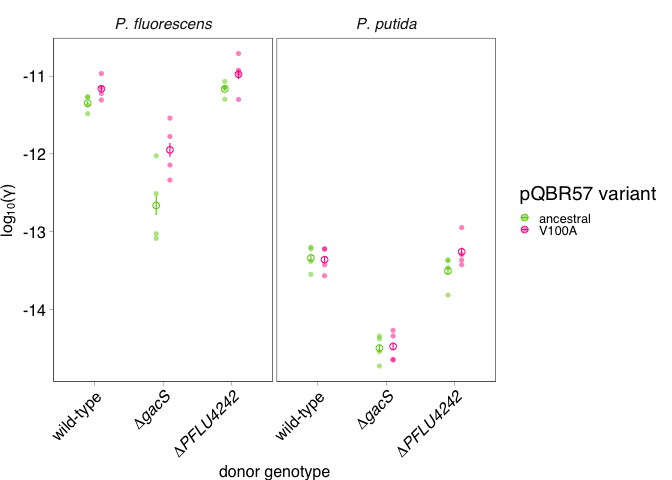 P. fluorescens
P. putida
-11
-12
-13
-14
log10(γ)
wild-type
ΔgacS
ΔPFLU4242
wild-type
ΔgacS
ΔPFLU4242
donor genotype
pQBR57 variant
ancestral
V100A